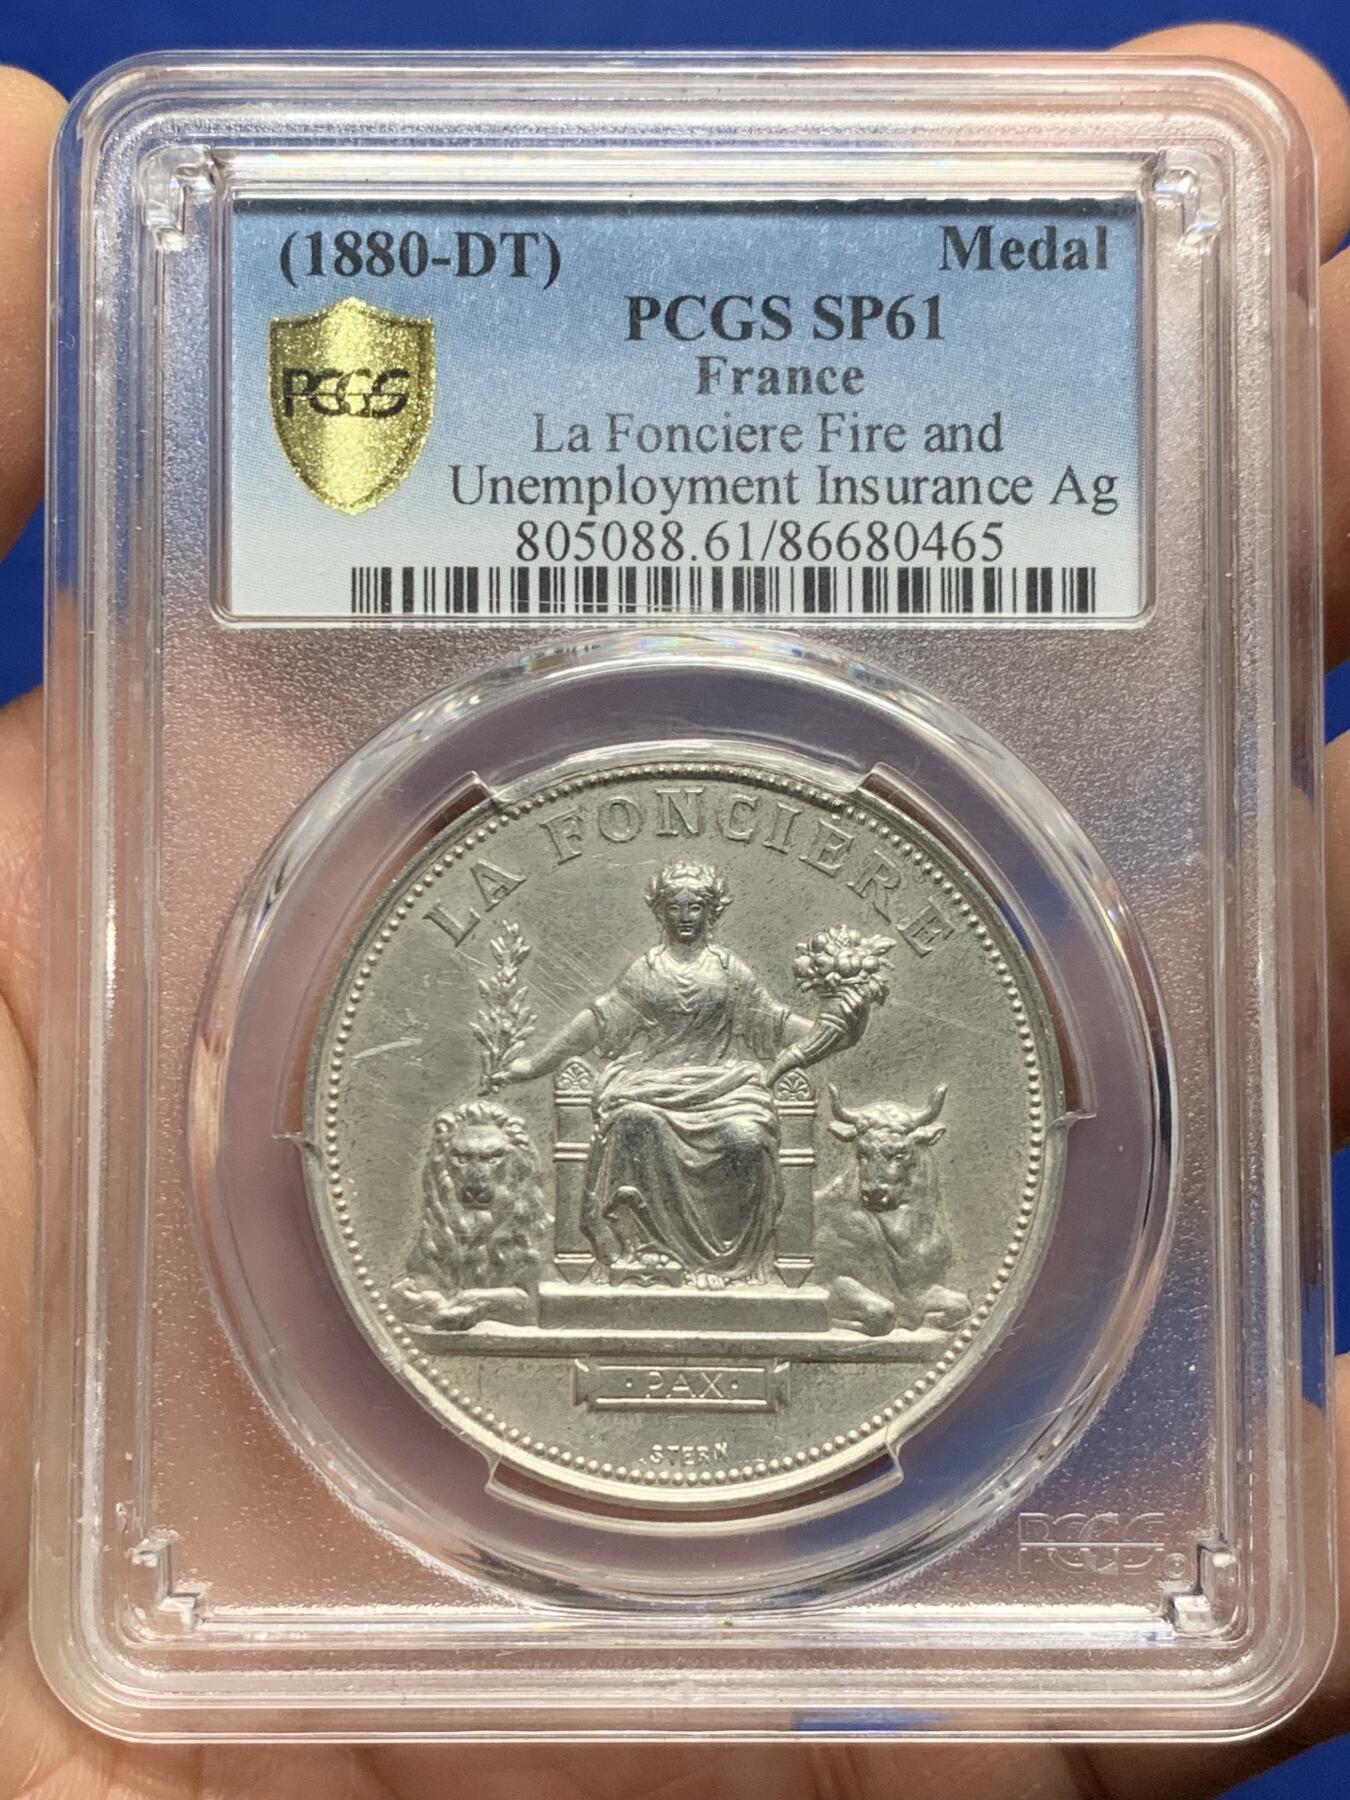 (1880-DT) Medal
PCGS SP61
France
PCGS
La Fonciere Fire and
Unemployment Insurance Ag
805088.61/86680465
LA FONCIÈRE
·PAX·
STERN
PCGS